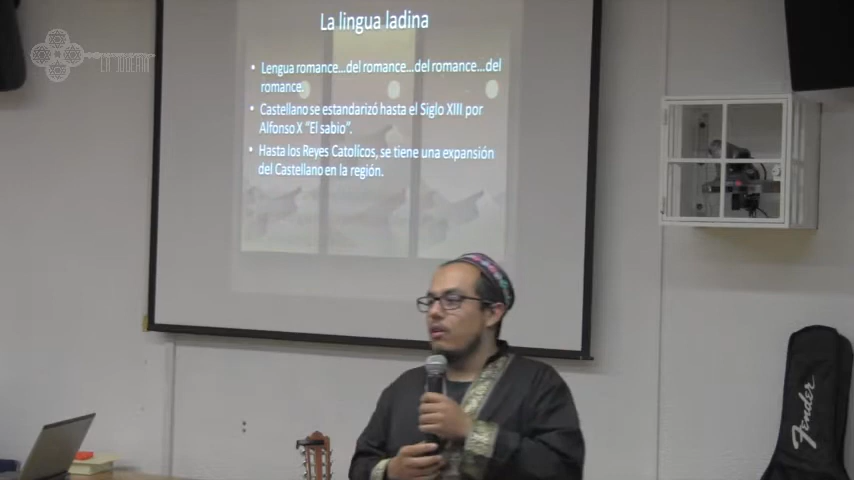 La lingua ladina
• Lengua romance...del romance...del romance...del
romance.
• Castellano se estandarizó hasta el Siglo XIII por
Alfonso X "El sabio".
• Hasta los Reyes Catolícos, se tiene una expansión
del Castellano en la región.
Fender